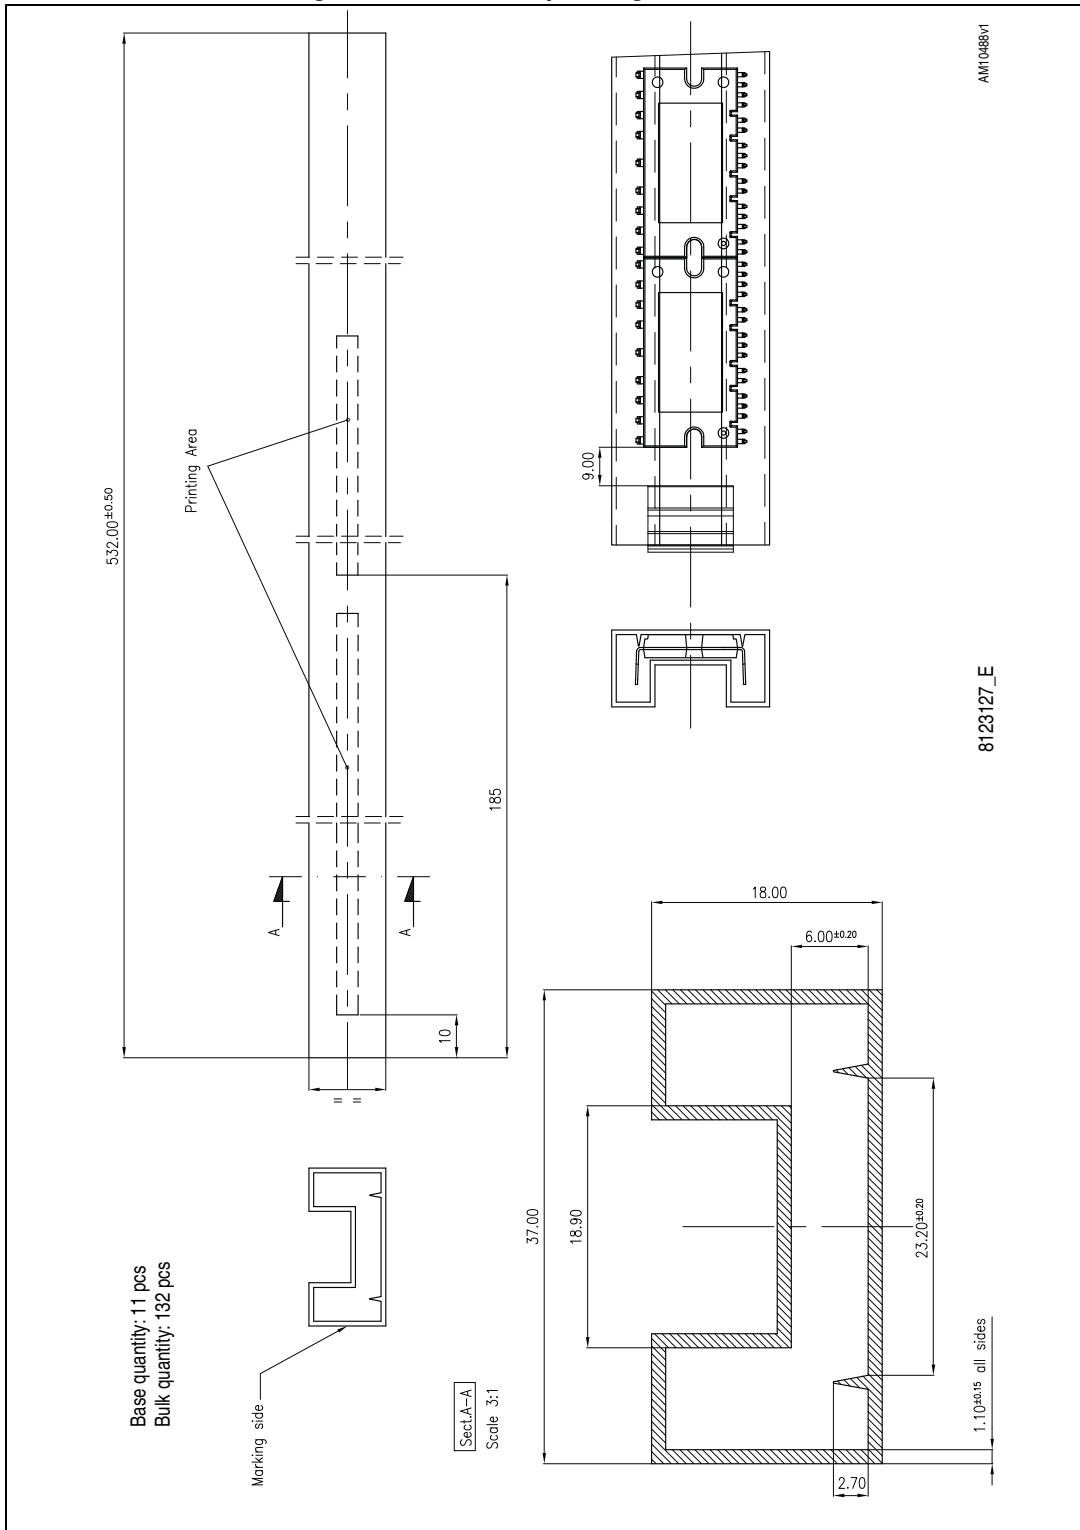 AM10488v1
532.00±0.50
Printing Area
185
10
A
A
= =
9.00
8123127_E
Base quantity: 11 pcs
Bulk quantity: 132 pcs
Marking side
Sect.A-A
Scale 3:1
18.00
6.00±0.20
37.00
18.90
23.20±0.20
1.10±0.15 all sides
2.70